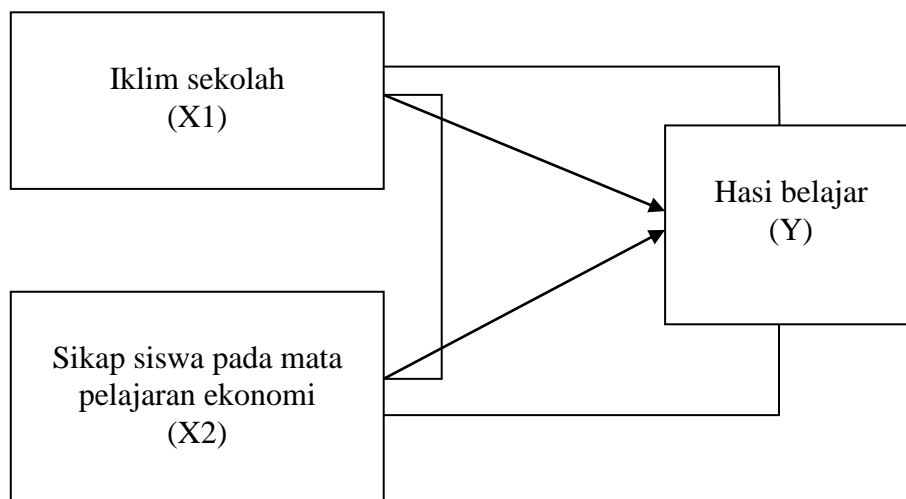 Iklim sekolah
(X1)
Hasi belajar
(Y)
Sikap siswa pada mata
pelajaran ekonomi
(X2)